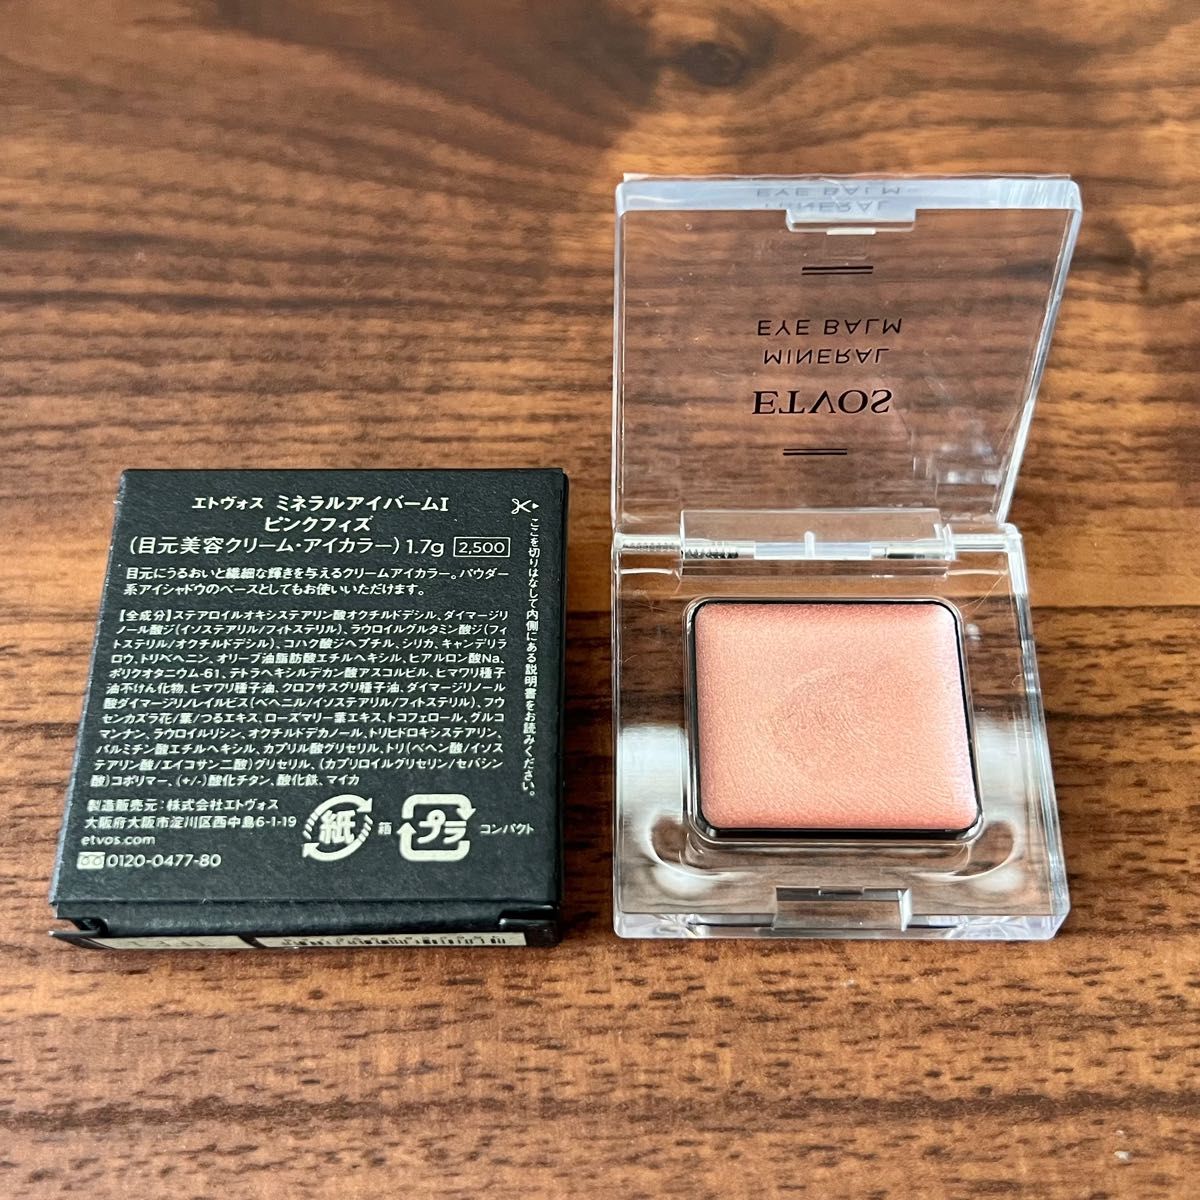 エトヴォス ミネラルアイバームI
ピンクフィズ
(目元美容クリーム・アイカラー) 1.7g 2,500
目元にうるおいと繊細な輝きを与えるクリームアイカラー。パウダー
系アイシャドウのベースとしてもお使いいただけます。
【全成分】ステアロイルオキシステアリン酸オクチルドデシル、ダイマージリ
ノール酸ジ(イソステアリル/フィトステリル)、ラウロイルグルタミン酸ジ(フィ
トステリル/オクチルドデシル)、コハク酸ジヘプチル、シリカ、キャンデリラ
ロウ、トリベヘニン、オリーブ油脂肪酸エチルヘキシル、ヒアルロン酸Na、
ポリクオタニウム-61、テトラヘキシルデカン酸アスコルビル、ヒマワリ種子
油不けん化物、ヒマワリ種子油、クロフサスグリ種子油、ダイマージリノール
酸ダイマージリノレイルビス(ベヘニル/イソステアリル/フィトステリル)、フウ
センカズラ花/葉/つるエキス、ローズマリー葉エキス、トコフェロール、グルコ
マンナン、ラウロイルリシン、オクチルドデカノール、トリヒドロキシステアリン、
パルミチン酸エチルヘキシル、カプリル酸グリセリル、トリ(ベヘン酸/イソス
テアリン酸/エイコサン二酸)グリセリル、(カプリロイルグリセリン/セバシン
酸)コポリマー、(+/-)酸化チタン、酸化鉄、マイカ
製造販売元:株式会社エトヴォス
大阪府大阪市淀川区西中島6-1-19
etvos.com
0120-0477-80
紙 箱 プラ コンパクト
ここを切りはなして内側にある説明書をお読みください。
MINERAL
EYE BALM
ETVOS
MINERAL
EYE BALM